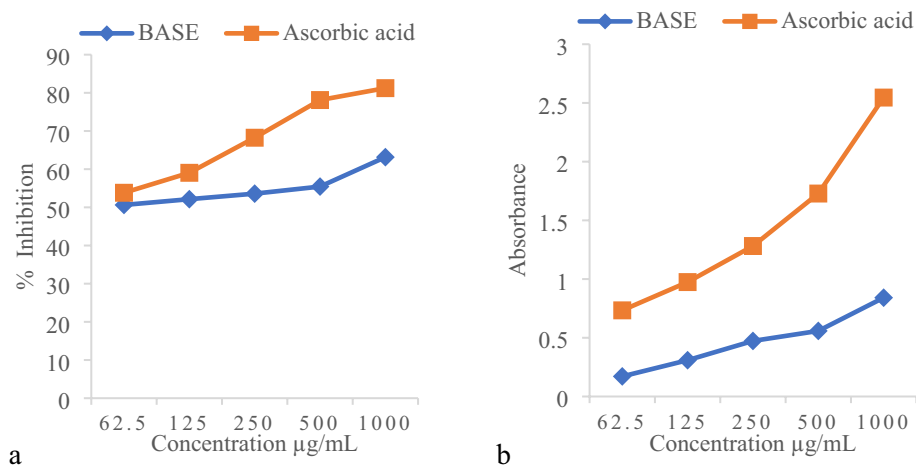 BASE Ascorbic acid
90
80
70
60
50
40
30
20
10
0
% Inhibition
62.5 125 250 500 1000
Concentration µg/mL
a
BASE Ascorbic acid
3
2.5
2
1.5
1
0.5
0
Absorbance
62.5 125 250 500 1000
Concentration µg/mL
b